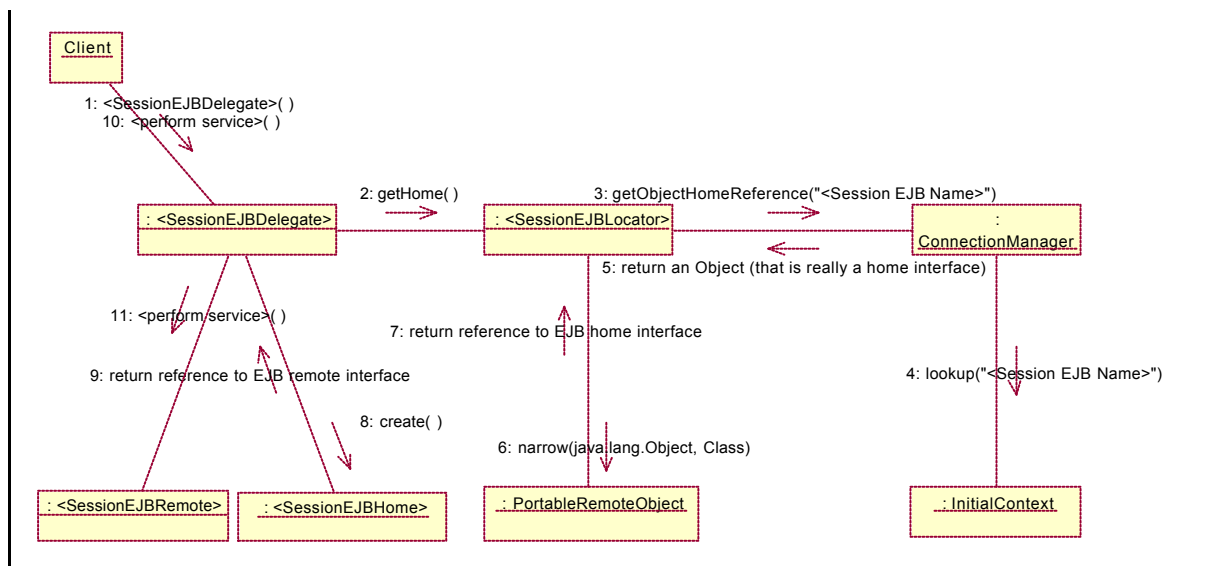 Client
1: <SessionEJBDelegate>( )
10: <perform service>( )
2: getHome( )
3: getObjectHomeReference("<Session EJB Name>")
: <SessionEJBDelegate>
: <SessionEJBLocator>
:
ConnectionManager
5: return an Object (that is really a home interface)
11: <perform service>( )
7: return reference to EJB home interface
9: return reference to EJB remote interface
4: lookup("<Session EJB Name>")
8: create( )
6: narrow(java.lang.Object, Class)
: <SessionEJBRemote>
: <SessionEJBHome>
: PortableRemoteObject
: InitialContext